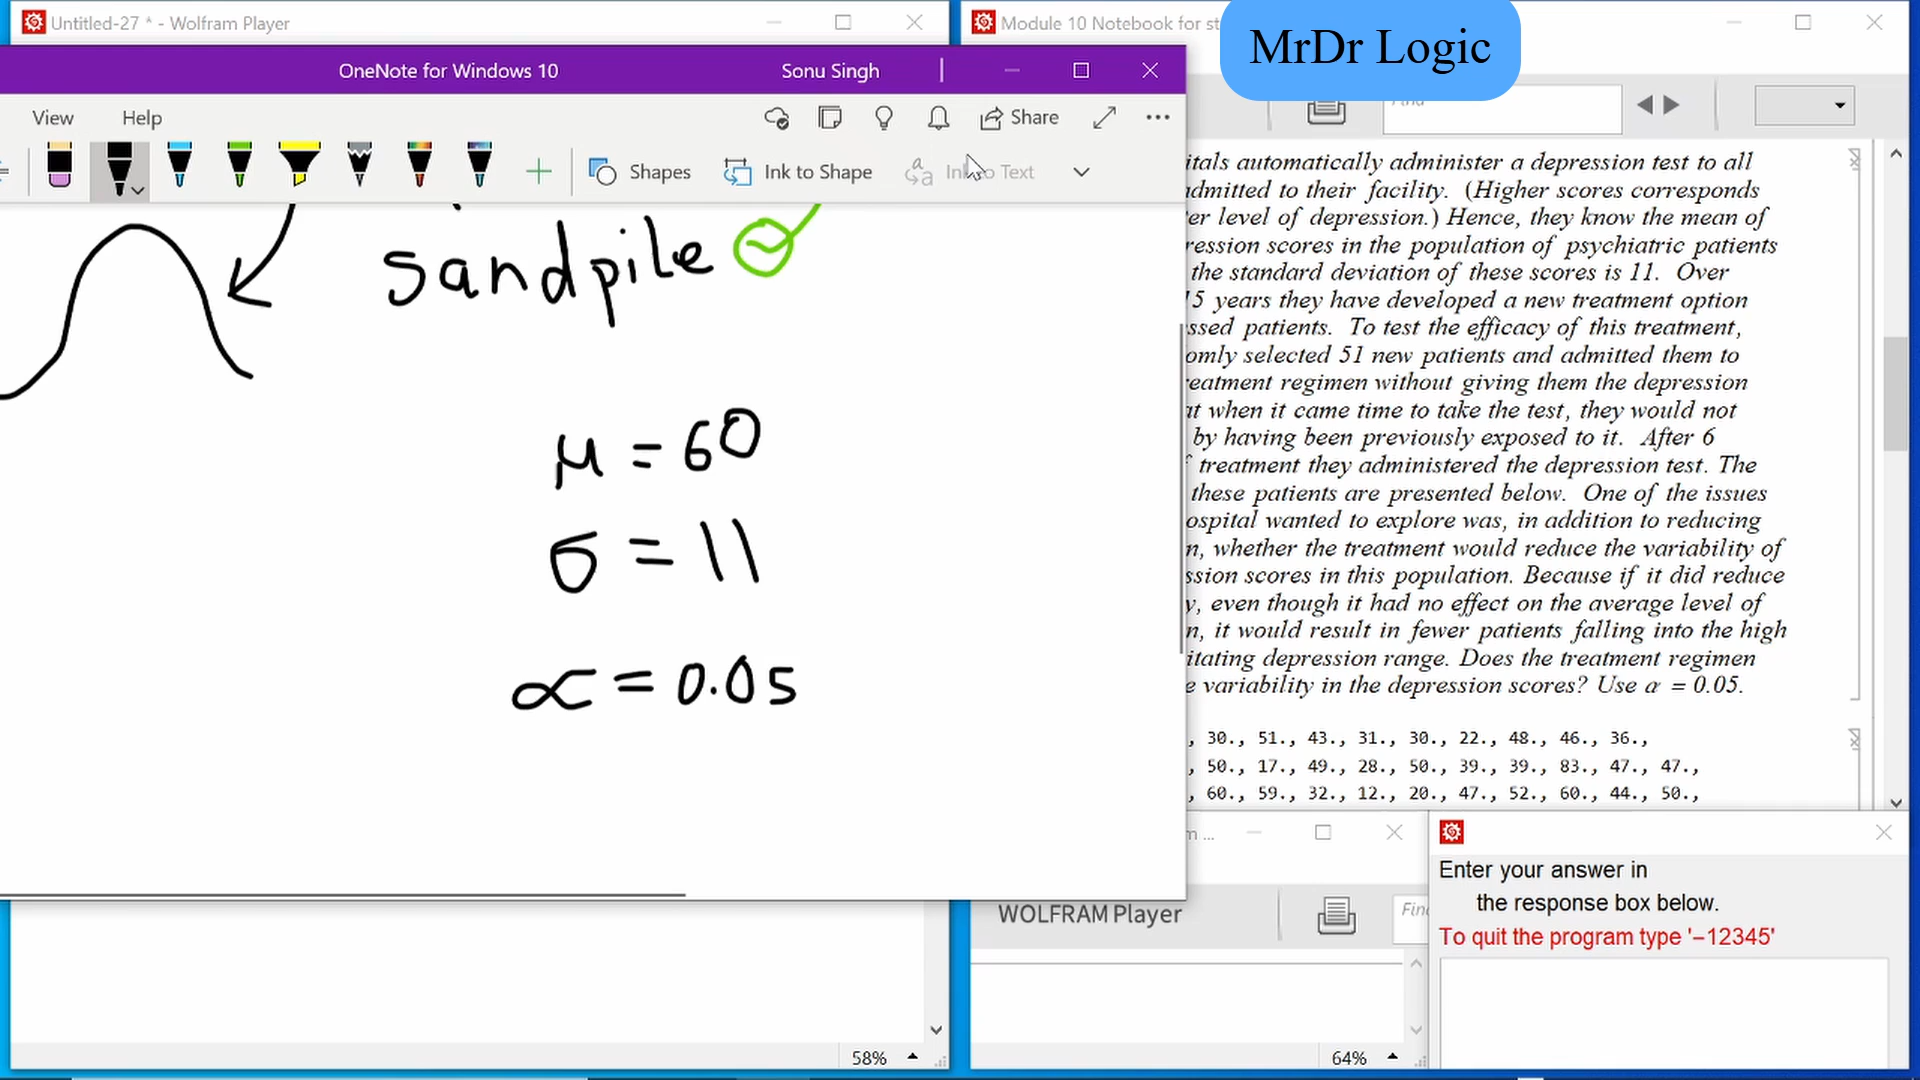 Untitled-27 * - Wolfram Player
Module 10 Notebook for st
MrDr Logic
OneNote for Windows 10
Sonu Singh
View
Help
Share
Find
Shapes
Ink to Shape
Ink to Text
sandpile
μ = 60
σ = 11
α = 0.05
itals automatically administer a depression test to all
admitted to their facility. (Higher scores corresponds
er level of depression.) Hence, they know the mean of
ression scores in the population of psychiatric patients
the standard deviation of these scores is 11. Over
15 years they have developed a new treatment option
ssed patients. To test the efficacy of this treatment,
omly selected 51 new patients and admitted them to
reatment regimen without giving them the depression
at when it came time to take the test, they would not
by having been previously exposed to it. After 6
f treatment they administered the depression test. The
these patients are presented below. One of the issues
ospital wanted to explore was, in addition to reducing
n, whether the treatment would reduce the variability of
ssion scores in this population. Because if it did reduce
y, even though it had no effect on the average level of
n, it would result in fewer patients falling into the high
itating depression range. Does the treatment regimen
e variability in the depression scores? Use α = 0.05.
, 30., 51., 43., 31., 30., 22., 48., 46., 36.,
, 50., 17., 49., 28., 50., 39., 39., 83., 47., 47.,
, 60., 59., 32., 12., 20., 47., 52., 60., 44., 50.,
m ...
WOLFRAM Player
Find
Enter your answer in
the response box below.
To quit the program type '-12345'
58%
64%